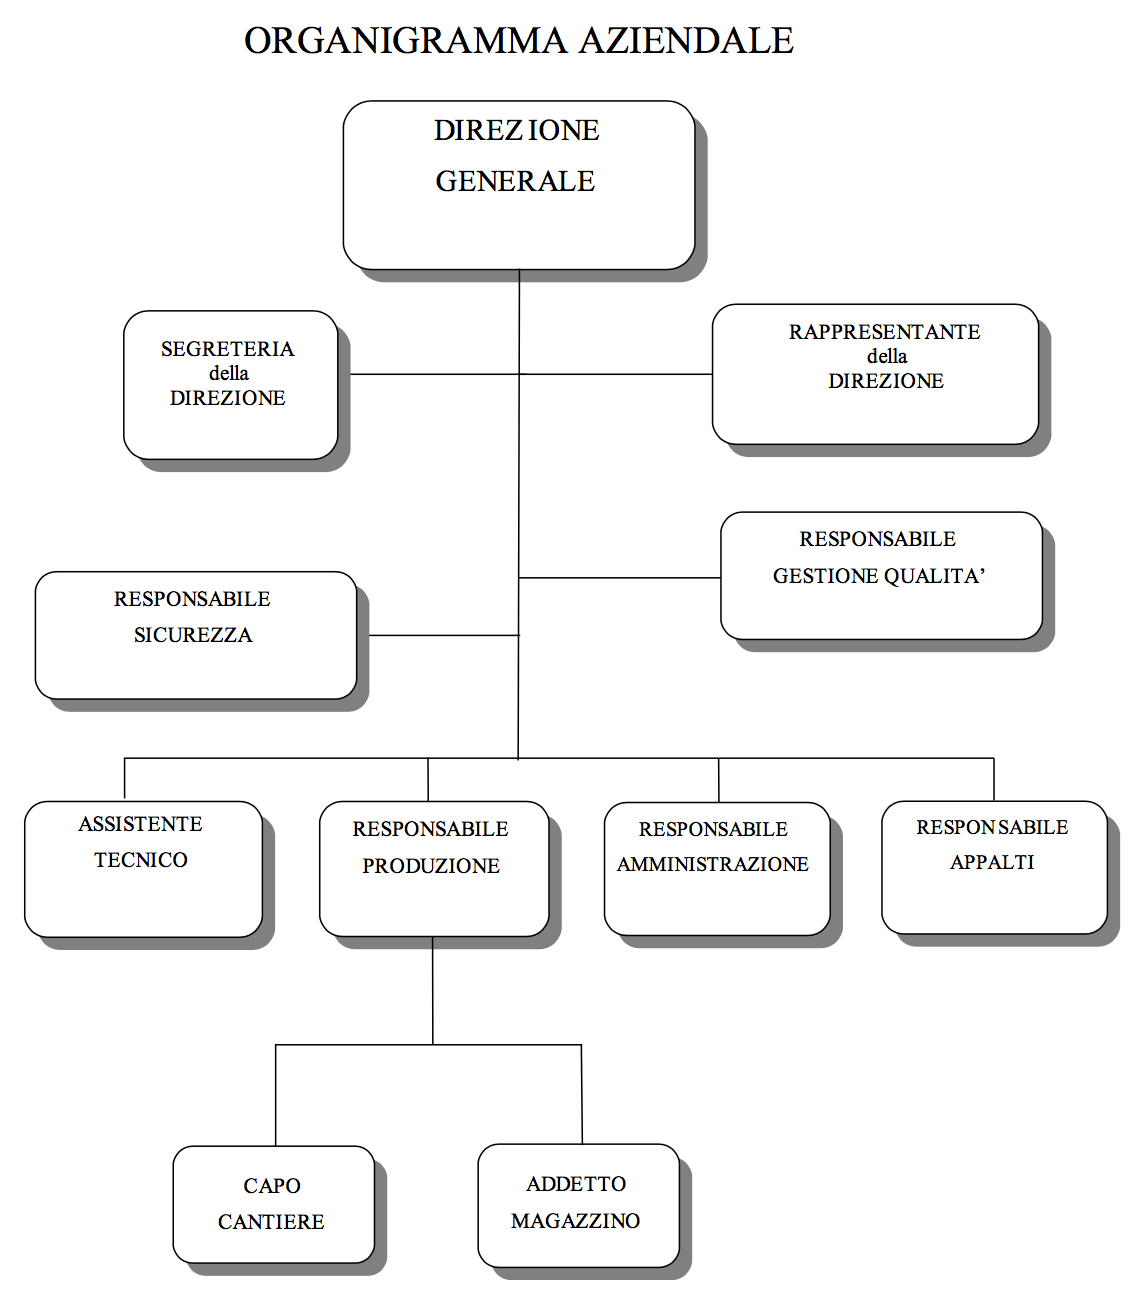 ORGANIGRAMMA AZIENDALE
DIREZIONE
GENERALE
SEGRETERIA
della
DIREZIONE
RAPPRESENTANTE
della
DIREZIONE
RESPONSABILE
GESTIONE QUALITA’
RESPONSABILE
SICUREZZA
ASSISTENTE
TECNICO
RESPONSABILE
PRODUZIONE
RESPONSABILE
AMMINISTRAZIONE
RESPONSABILE
APPALTI
CAPO
CANTIERE
ADDETTO
MAGAZZINO